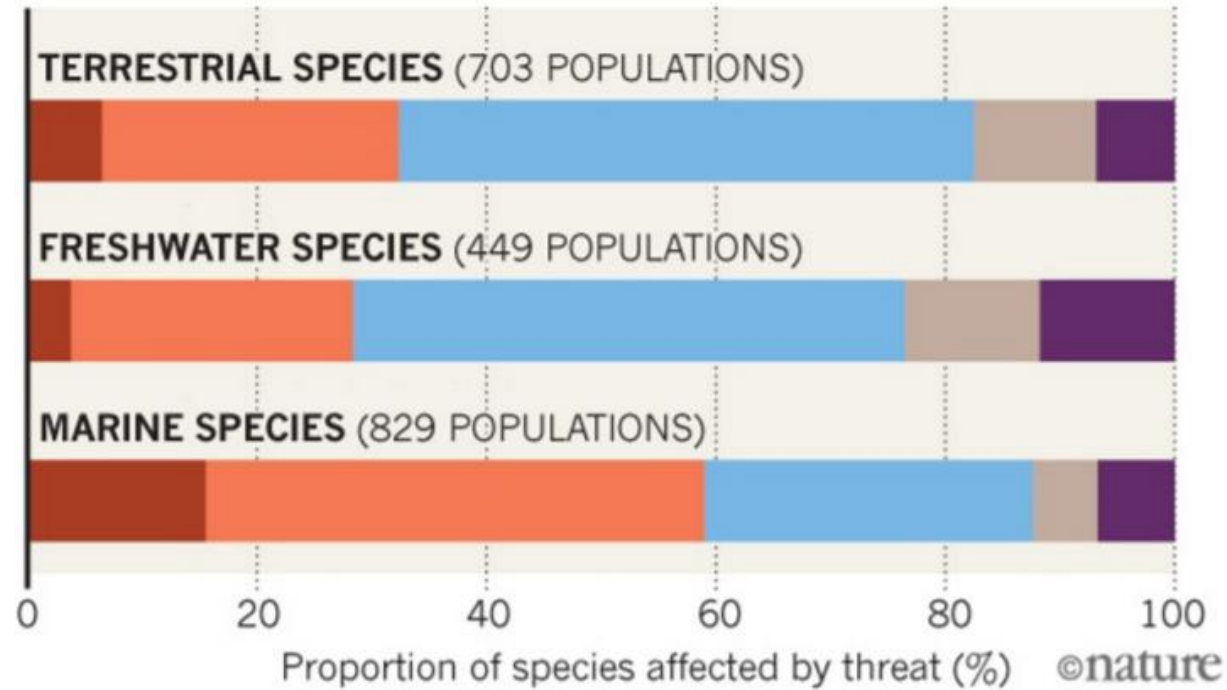 TERRESTRIAL SPECIES (703 POPULATIONS)
FRESHWATER SPECIES (449 POPULATIONS)
MARINE SPECIES (829 POPULATIONS)
0 20 40 60 80 100
Proportion of species affected by threat (%) ©nature